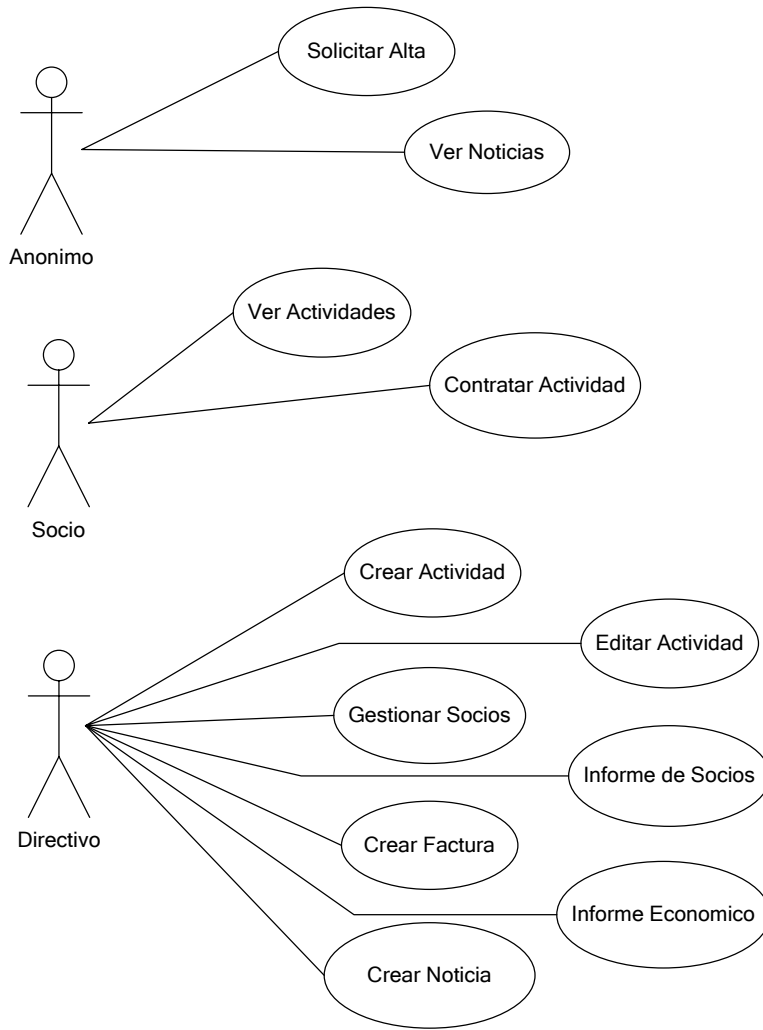 Solicitar Alta
Ver Noticias
Anonimo
Ver Actividades
Contratar Actividad
Socio
Crear Actividad
Editar Actividad
Gestionar Socios
Informe de Socios
Directivo
Crear Factura
Informe Economico
Crear Noticia